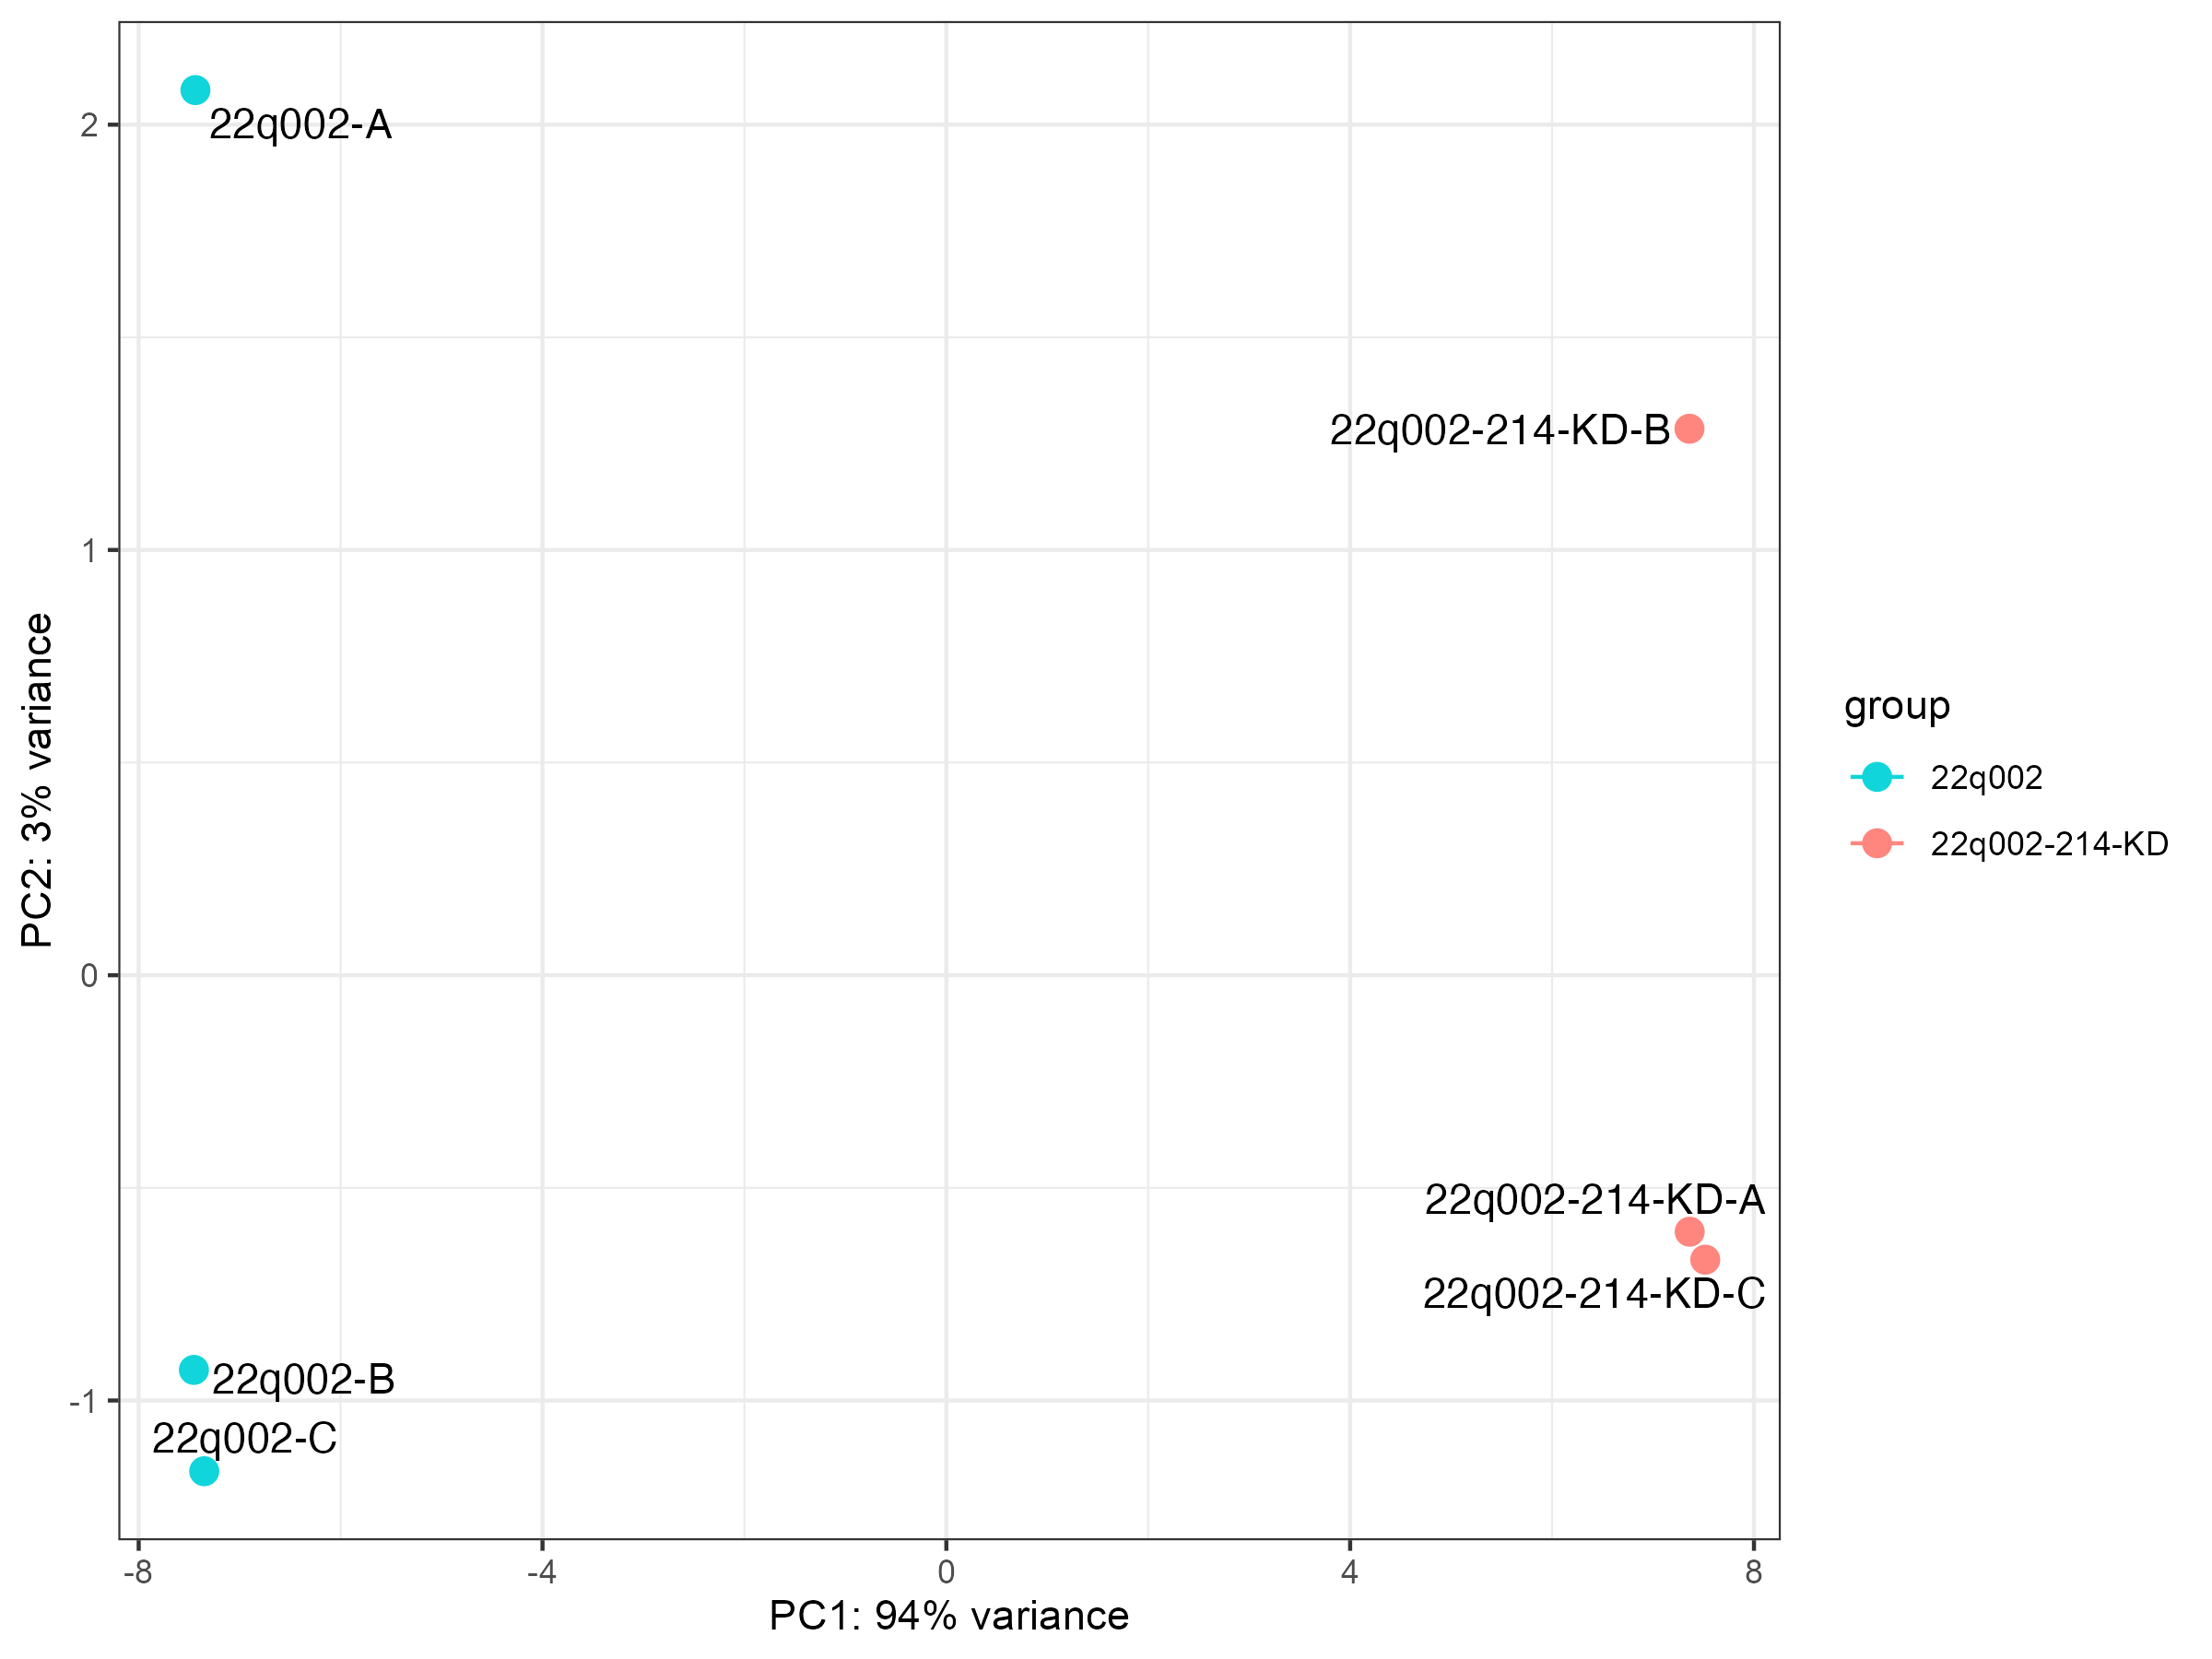 22q002-A
22q002-214-KD-B
22q002-214-KD-A
22q002-214-KD-C
22q002-B
22q002-C
2
1
0
-1
-8
-4
0
4
8
PC1: 94% variance
PC2: 3% variance
group
22q002
22q002-214-KD